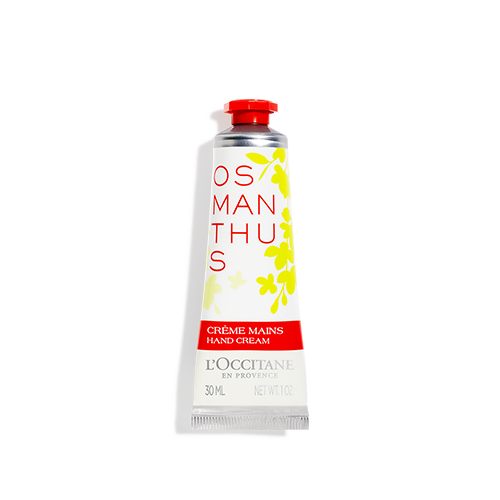 OS
MAN
THU
S
CRÈME MAINS
HAND CREAM
L'OCCITANE
EN PROVENCE
30 ML NET WT. 1 OZ.